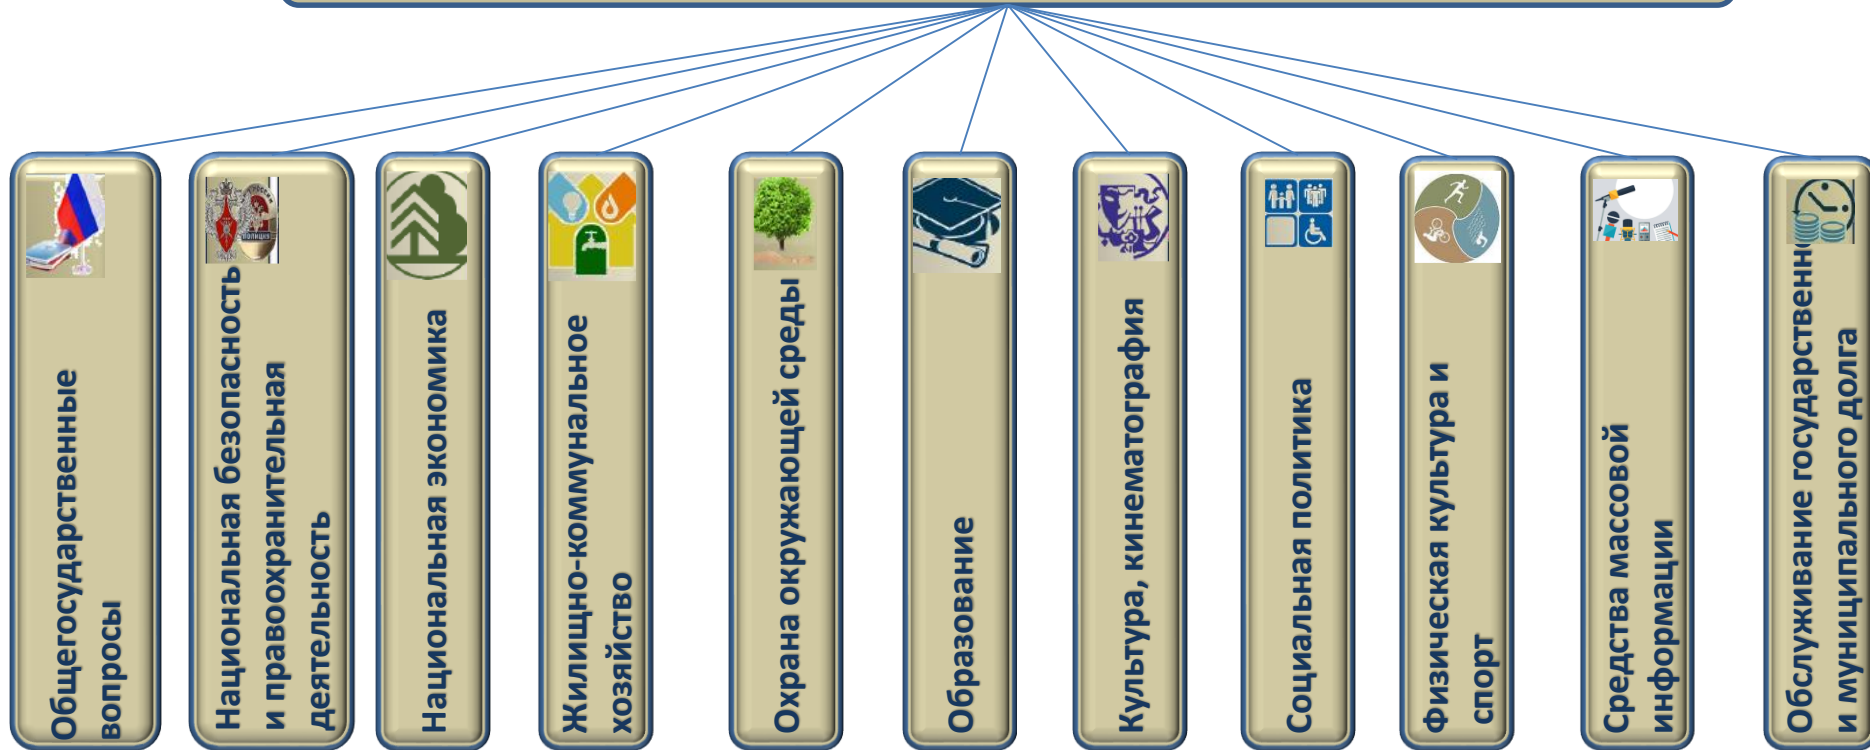 Общегосударственные
вопросы
Национальная безопасность
и правоохранительная
деятельность
Национальная экономика
Жилищно-коммунальное
хозяйство
Охрана окружающей среды
Образование
Культура, кинематография
Социальная политика
Физическая культура и
спорт
Средства массовой
информации
Обслуживание государственно
и муниципального долга